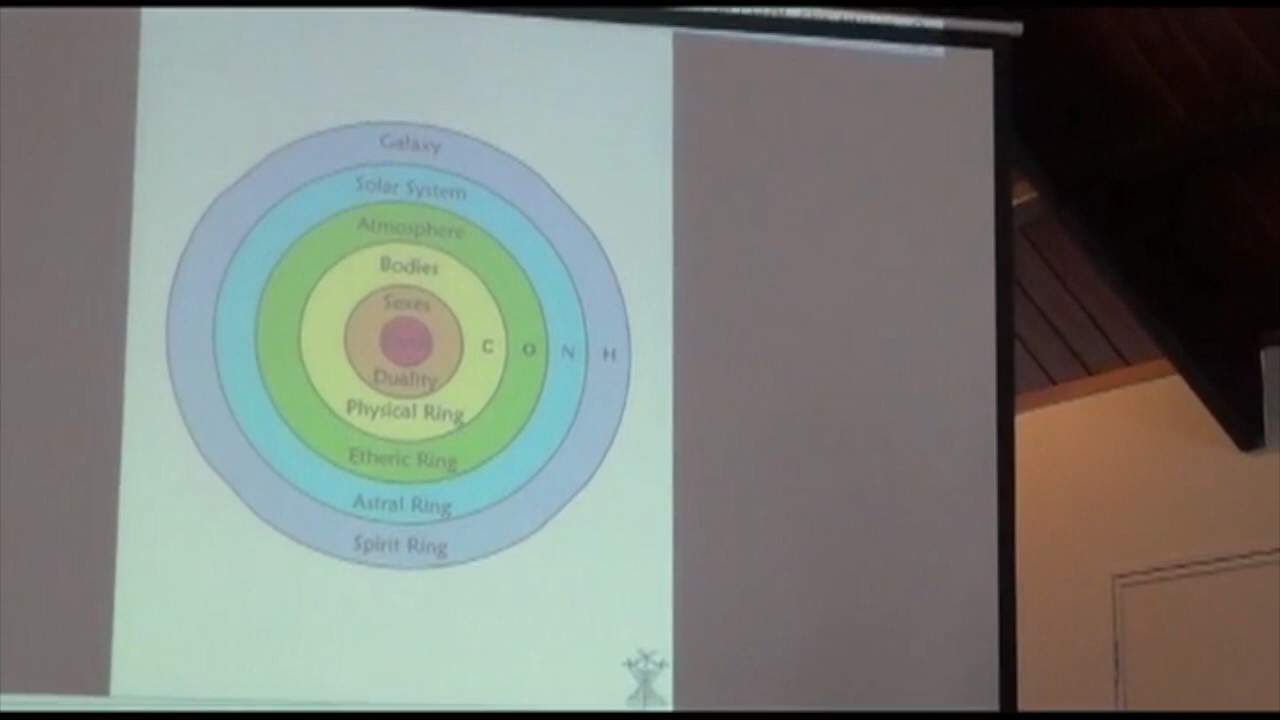 Galaxy
Solar System
Atmosphere
Bodies
Sexes
C O N H
Duality
Physical Ring
Etheric Ring
Astral Ring
Spirit Ring